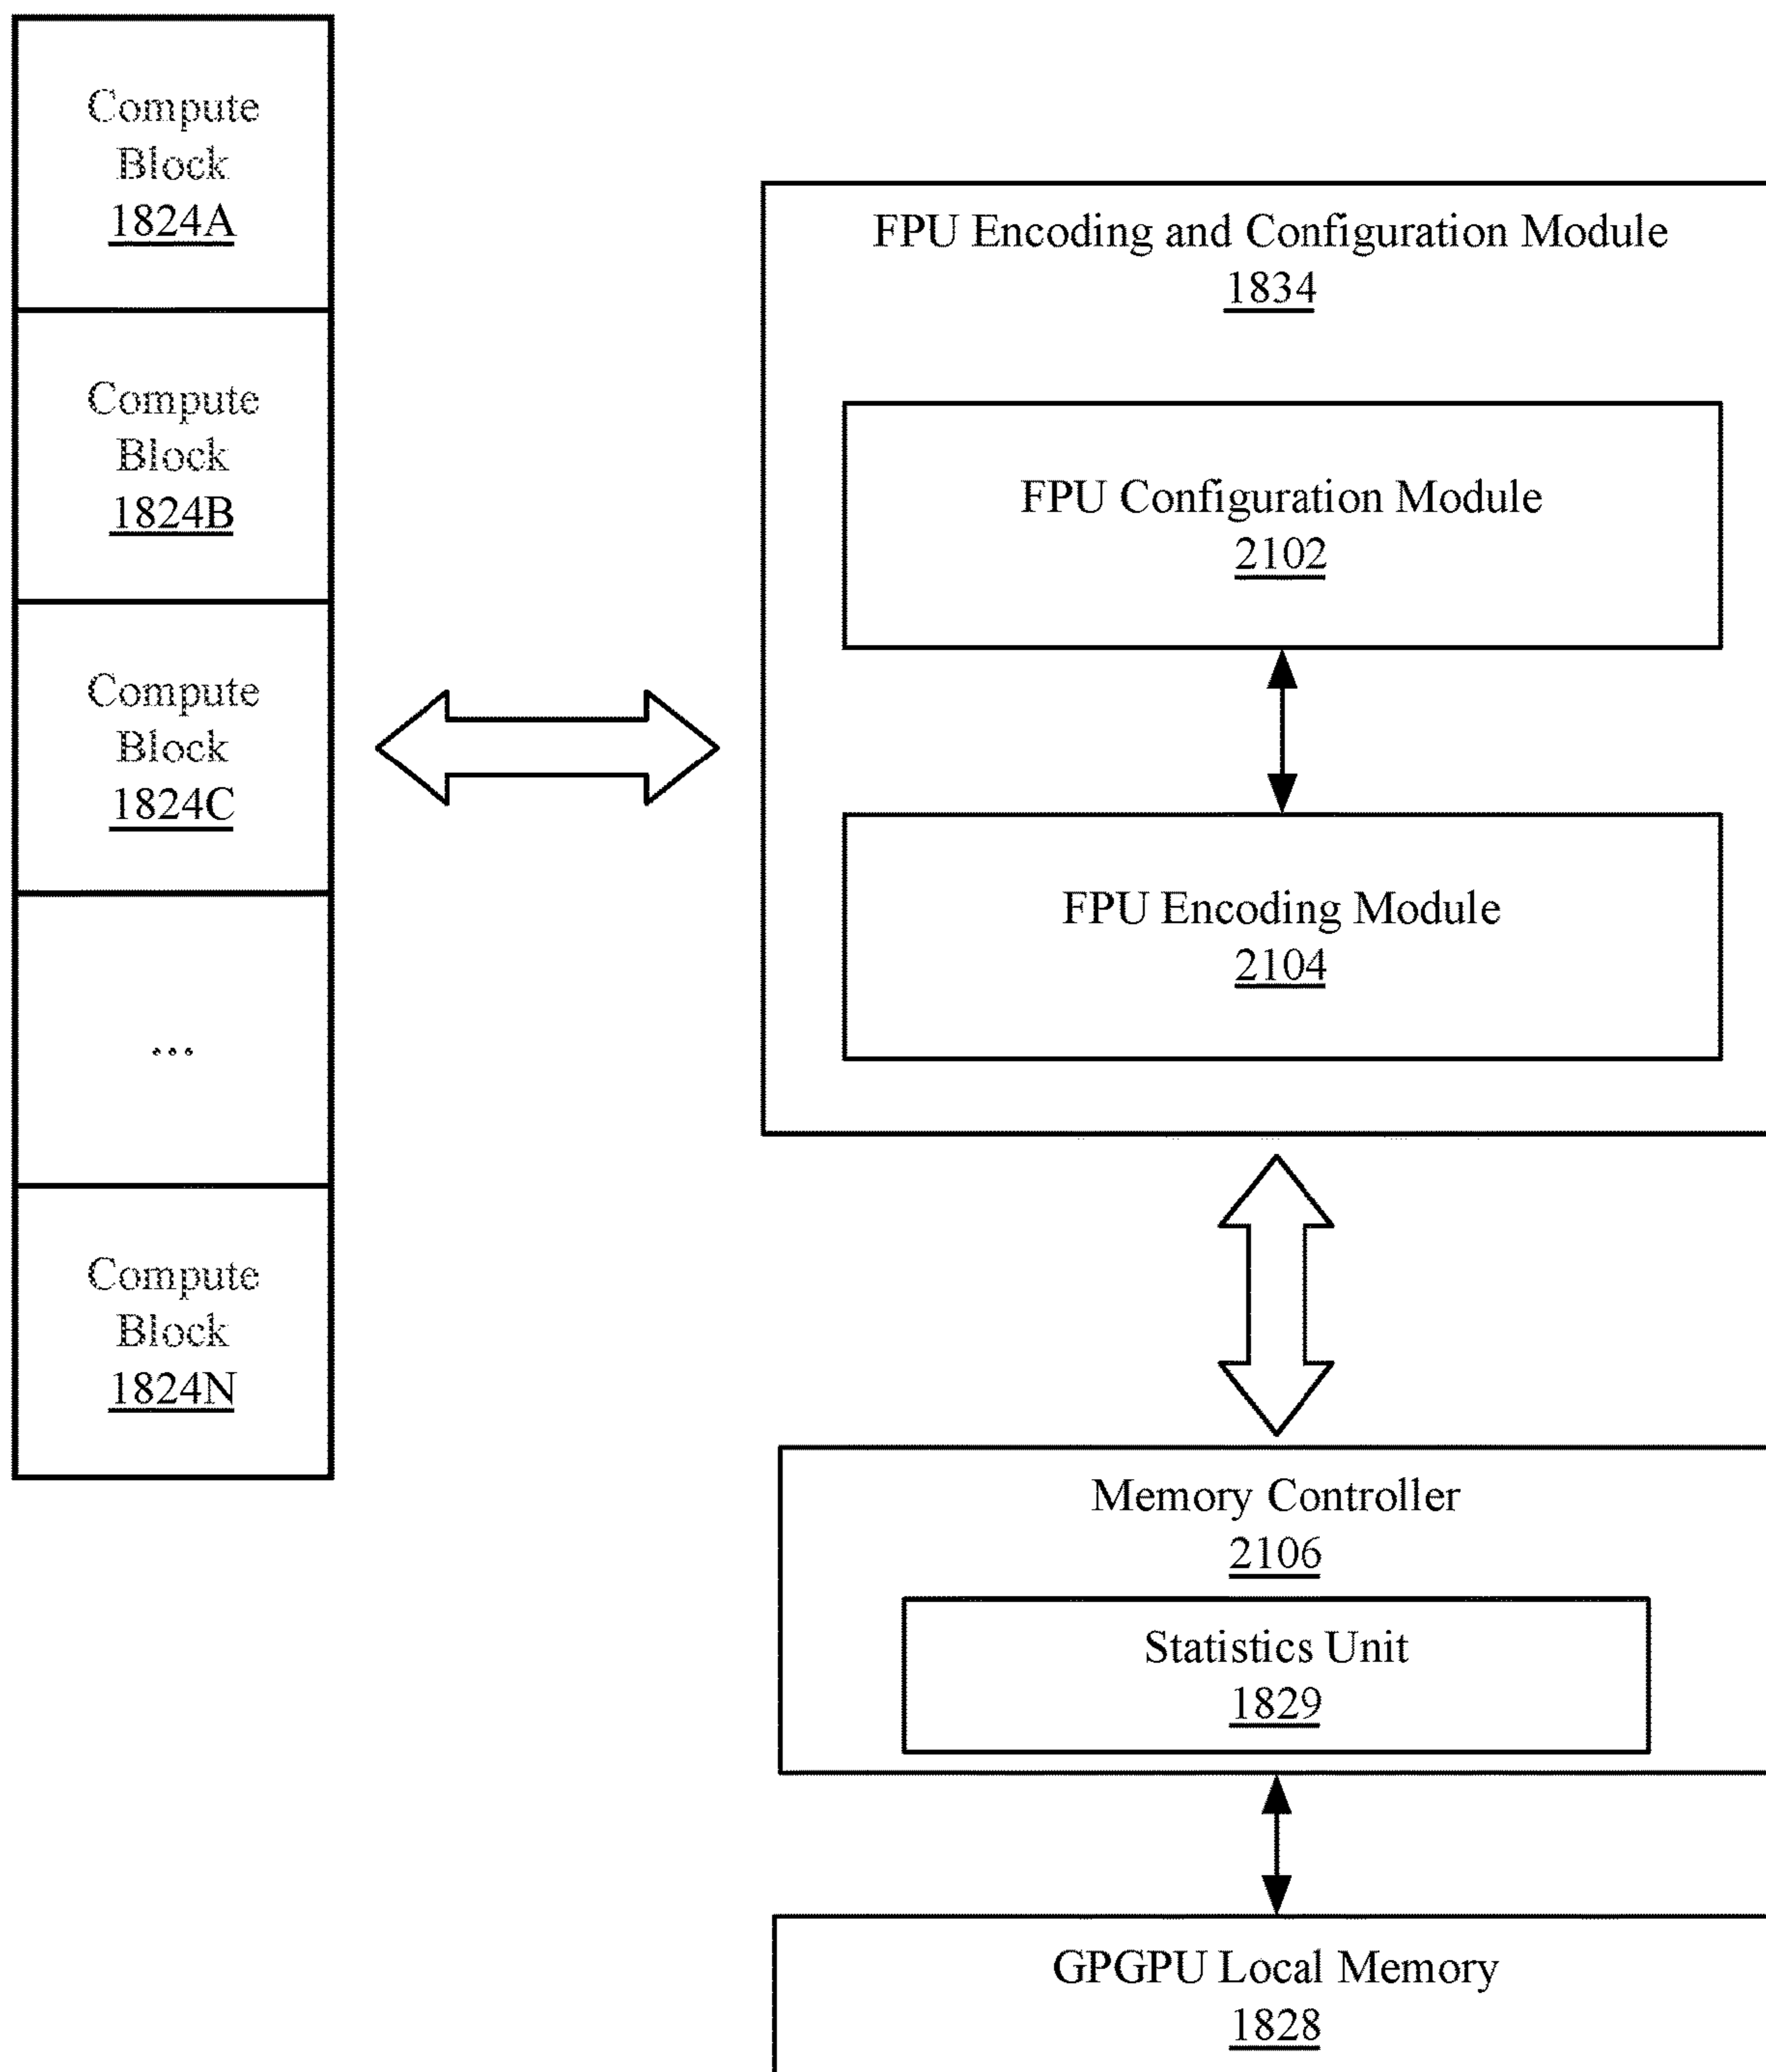 Compute
Block
1824A
Compute
Block
1824B
Compute
Block
1824C
...
Compute
Block
1824N
FPU Encoding and Configuration Module
1834
FPU Configuration Module
2102
FPU Encoding Module
2104
Memory Controller
2106
Statistics Unit
1829
GPGPU Local Memory
1828